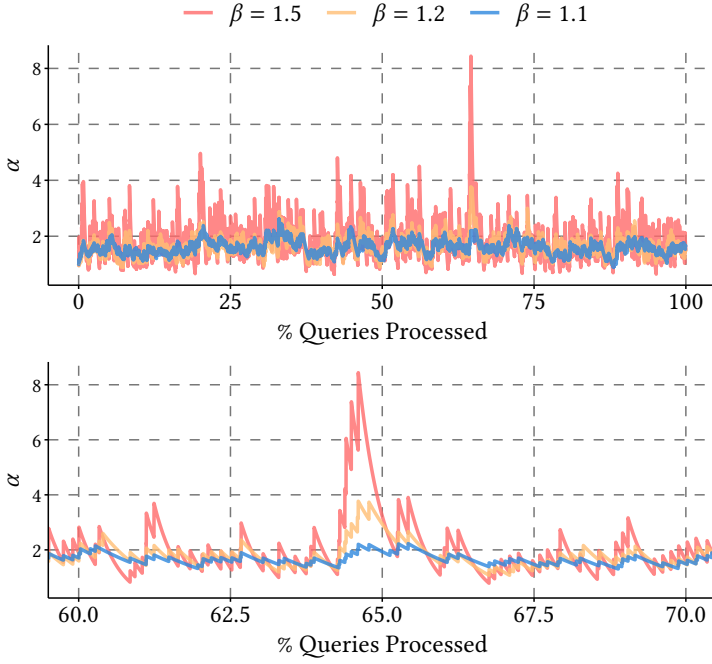 β = 1.5 β = 1.2 β = 1.1
8
6
4
2
α
0 25 50 75 100
% Queries Processed
8
6
4
2
α
60.0 62.5 65.0 67.5 70.0
% Queries Processed